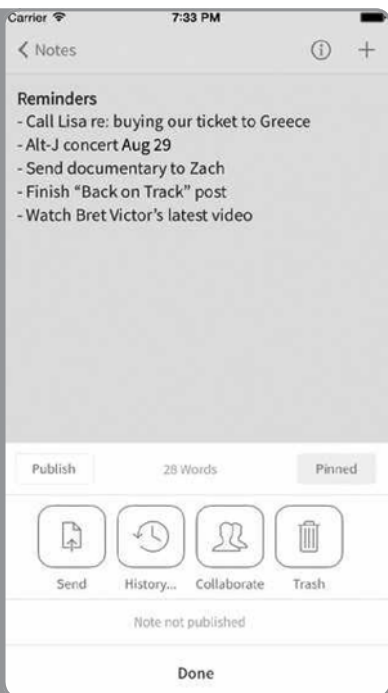 Carrier 7:33 PM
Notes
Reminders
- Call Lisa re: buying our ticket to Greece
- Alt-J concert Aug 29
- Send documentary to Zach
- Finish “Back on Track” post
- Watch Bret Victor’s latest video
Publish 28 Words Pinned
Send History... Collaborate Trash
Note not published
Done